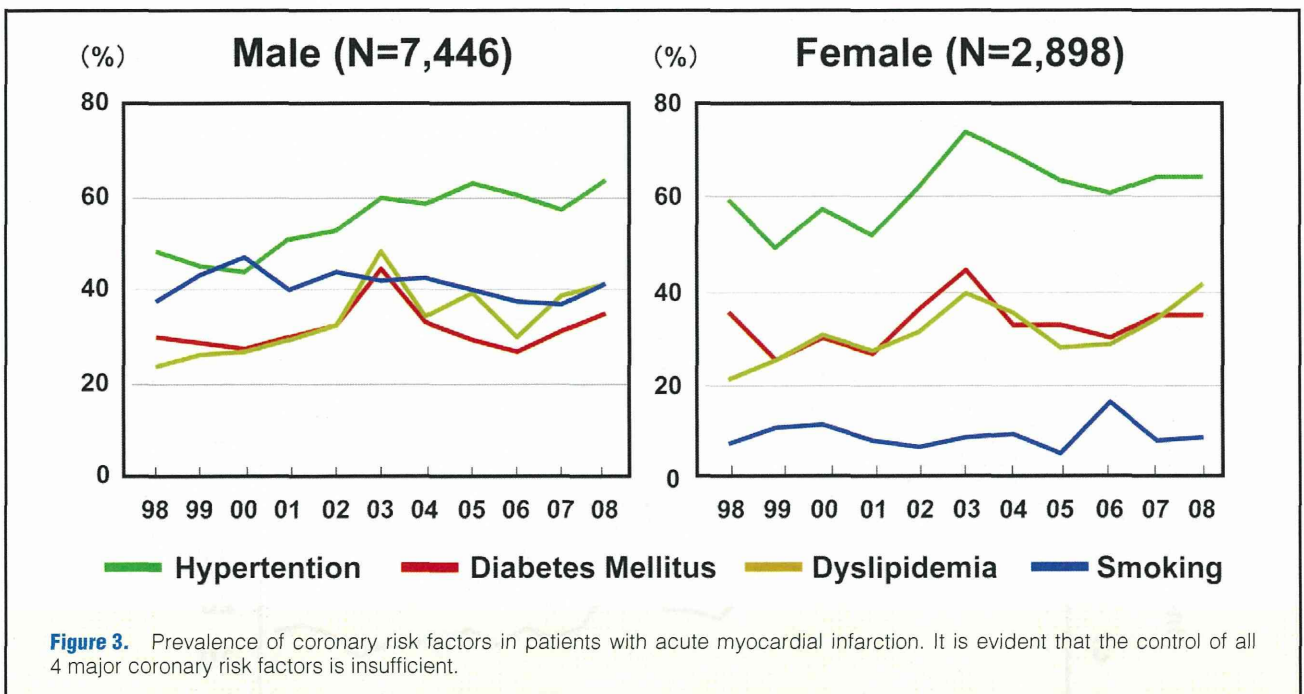 (%) Male (N=7,446)
80
60
40
20
0
98 99 00 01 02 03 04 05 06 07 08
(%) Female (N=2,898)
80
60
40
20
0
98 99 00 01 02 03 04 05 06 07 08
Hypertention Diabetes Mellitus Dyslipidemia Smoking
Figure 3. Prevalence of coronary risk factors in patients with acute myocardial infarction. It is evident that the control of all
4 major coronary risk factors is insufficient.